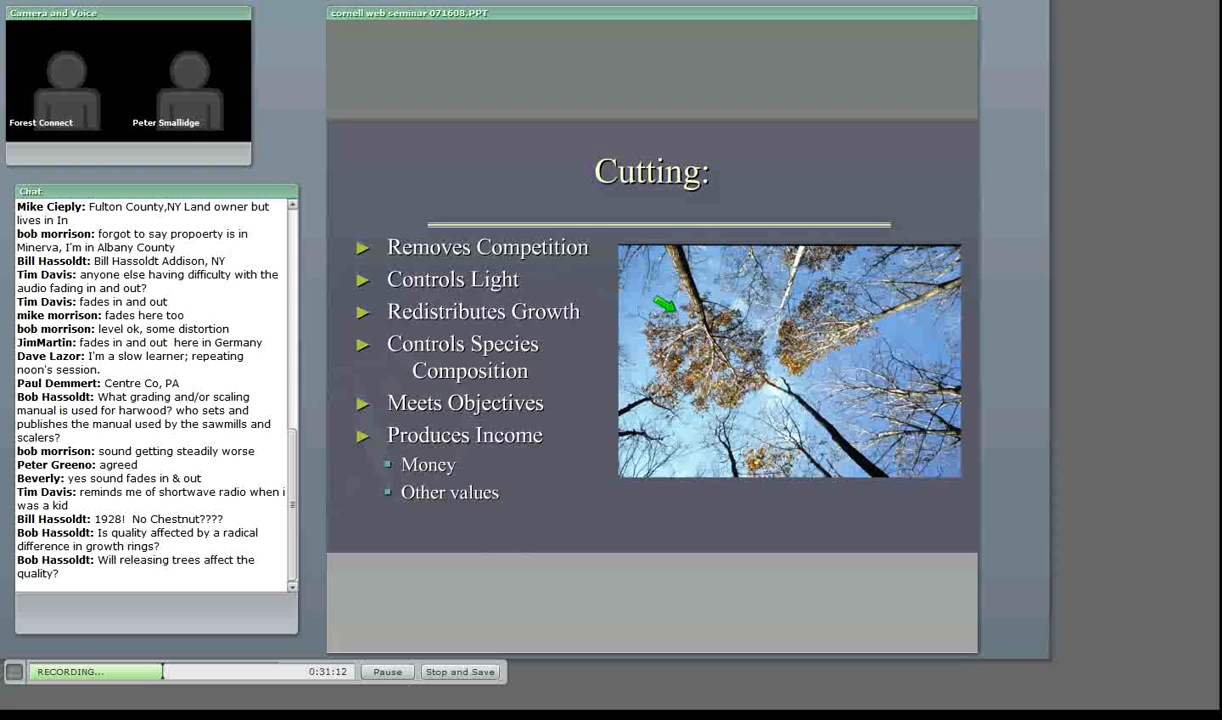 Camera and Voice
Forest Connect
Peter Smallidge
Chat
Mike Cieply: Fulton County,NY Land owner but
lives in In
bob morrison: forgot to say propoerty is in
Minerva, I'm in Albany County
Bill Hassoldt: Bill Hassoldt Addison, NY
Tim Davis: anyone else having difficulty with the
audio fading in and out?
Tim Davis: fades in and out
mike morrison: fades here too
bob morrison: level ok, some distortion
JimMartin: fades in and out here in Germany
Dave Lazor: I'm a slow learner; repeating
noon's session.
Paul Demmert: Centre Co, PA
Bob Hassoldt: What grading and/or scaling
manual is used for harwood? who sets and
publishes the manual used by the sawmills and
scalers?
bob morrison: sound getting steadily worse
Peter Greeno: agreed
Beverly: yes sound fades in & out
Tim Davis: reminds me of shortwave radio when i
was a kid
Bill Hassoldt: 1928! No Chestnut????
Bob Hassoldt: Is quality affected by a radical
difference in growth rings?
Bob Hassoldt: Will releasing trees affect the
quality?
cornell web seminar 071608.PPT
Cutting:
Removes Competition
Controls Light
Redistributes Growth
Controls Species
Composition
Meets Objectives
Produces Income
Money
Other values
RECORDING...
0:31:12
Pause
Stop and Save